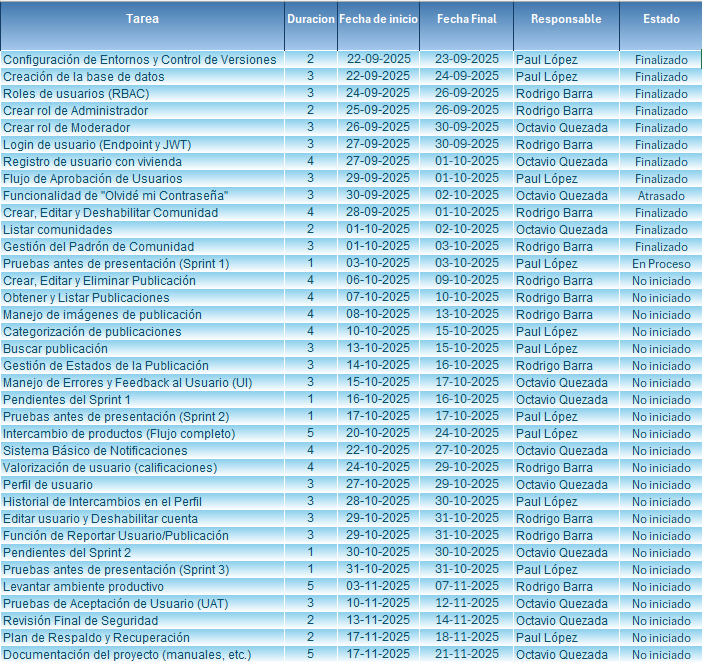 Tarea Duracion Fecha de inicio Fecha Final Responsable Estado
Configuración de Entornos y Control de Versiones 2 22-09-2025 23-09-2025 Paul López Finalizado
Creación de la base de datos 3 22-09-2025 24-09-2025 Paul López Finalizado
Roles de usuarios (RBAC) 3 24-09-2025 26-09-2025 Rodrigo Barra Finalizado
Crear rol de Administrador 2 25-09-2025 26-09-2025 Rodrigo Barra Finalizado
Crear rol de Moderador 3 26-09-2025 30-09-2025 Octavio Quezada Finalizado
Login de usuario (Endpoint y JWT) 3 27-09-2025 30-09-2025 Rodrigo Barra Finalizado
Registro de usuario con vivienda 4 27-09-2025 01-10-2025 Octavio Quezada Finalizado
Flujo de Aprobación de Usuarios 3 29-09-2025 01-10-2025 Paul López Finalizado
Funcionalidad de "Olvidé mi Contraseña" 3 30-09-2025 02-10-2025 Octavio Quezada Atrasado
Crear, Editar y Deshabilitar Comunidad 4 28-09-2025 01-10-2025 Rodrigo Barra Finalizado
Listar comunidades 2 01-10-2025 02-10-2025 Octavio Quezada Finalizado
Gestión del Padrón de Comunidad 3 01-10-2025 03-10-2025 Rodrigo Barra Finalizado
Pruebas antes de presentación (Sprint 1) 1 03-10-2025 03-10-2025 Paul López En Proceso
Crear, Editar y Eliminar Publicación 4 06-10-2025 09-10-2025 Rodrigo Barra No iniciado
Obtener y Listar Publicaciones 4 07-10-2025 10-10-2025 Rodrigo Barra No iniciado
Manejo de imágenes de publicación 4 08-10-2025 13-10-2025 Rodrigo Barra No iniciado
Categorización de publicaciones 4 10-10-2025 15-10-2025 Paul López No iniciado
Buscar publicación 3 13-10-2025 15-10-2025 Paul López No iniciado
Gestión de Estados de la Publicación 3 14-10-2025 16-10-2025 Rodrigo Barra No iniciado
Manejo de Errores y Feedback al Usuario (UI) 3 15-10-2025 17-10-2025 Octavio Quezada No iniciado
Pendientes del Sprint 1 1 16-10-2025 16-10-2025 Octavio Quezada No iniciado
Pruebas antes de presentación (Sprint 2) 1 17-10-2025 17-10-2025 Paul López No iniciado
Intercambio de productos (Flujo completo) 5 20-10-2025 24-10-2025 Paul López No iniciado
Sistema Básico de Notificaciones 4 22-10-2025 27-10-2025 Octavio Quezada No iniciado
Valorización de usuario (calificaciones) 4 24-10-2025 29-10-2025 Rodrigo Barra No iniciado
Perfil de usuario 3 27-10-2025 29-10-2025 Octavio Quezada No iniciado
Historial de Intercambios en el Perfil 3 28-10-2025 30-10-2025 Paul López No iniciado
Editar usuario y Deshabilitar cuenta 3 29-10-2025 31-10-2025 Rodrigo Barra No iniciado
Función de Reportar Usuario/Publicación 3 29-10-2025 31-10-2025 Rodrigo Barra No iniciado
Pendientes del Sprint 2 1 30-10-2025 30-10-2025 Octavio Quezada No iniciado
Pruebas antes de presentación (Sprint 3) 1 31-10-2025 31-10-2025 Paul López No iniciado
Levantar ambiente productivo 5 03-11-2025 07-11-2025 Rodrigo Barra No iniciado
Pruebas de Aceptación de Usuario (UAT) 3 10-11-2025 12-11-2025 Octavio Quezada No iniciado
Revisión Final de Seguridad 2 13-11-2025 14-11-2025 Octavio Quezada No iniciado
Plan de Respaldo y Recuperación 2 17-11-2025 18-11-2025 Paul López No iniciado
Documentación del proyecto (manuales, etc.) 5 17-11-2025 21-11-2025 Octavio Quezada No iniciado